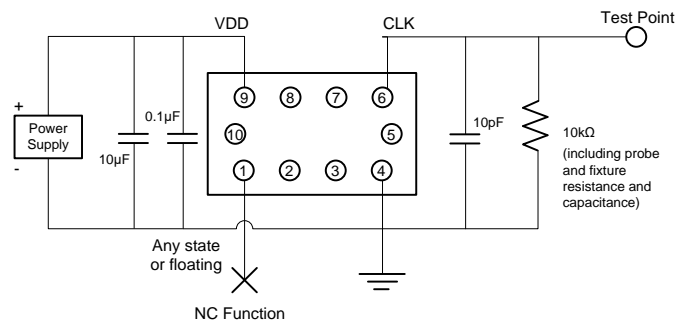 VDD
CLK
Test Point
+
Power
Supply
-
10µF
0.1µF
9
8
7
6
10
5
1
2
3
4
10pF
10kΩ
(including probe
and fixture
resistance and
capacitance)
Any state
or floating
NC Function